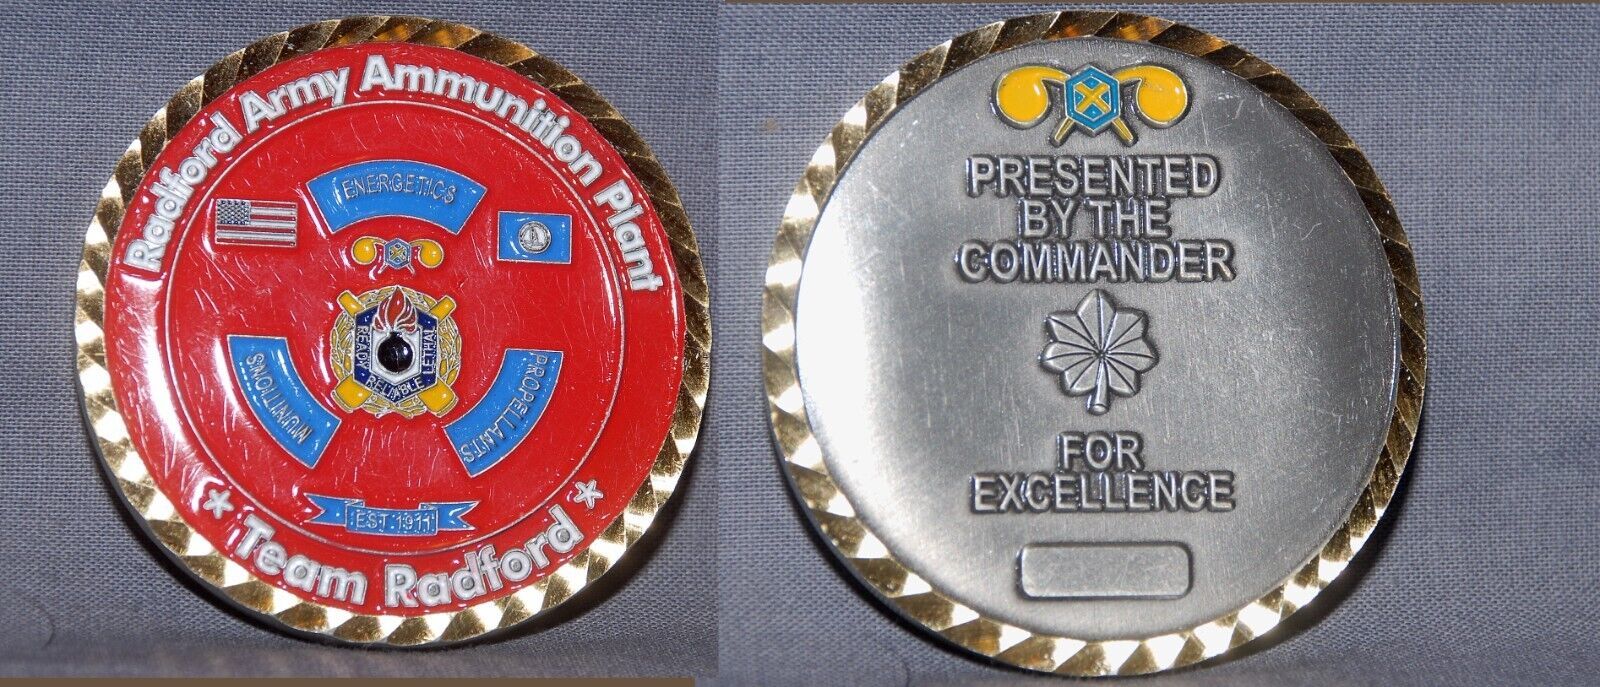 Radford Army Ammunition Plant
ENERGETICS
READY RELIABLE LETHAL
MUNITIONS
PROPELLANTS
EST. 1911
★ Team Radford ★
PRESENTED
BY THE
COMMANDER
FOR
EXCELLENCE